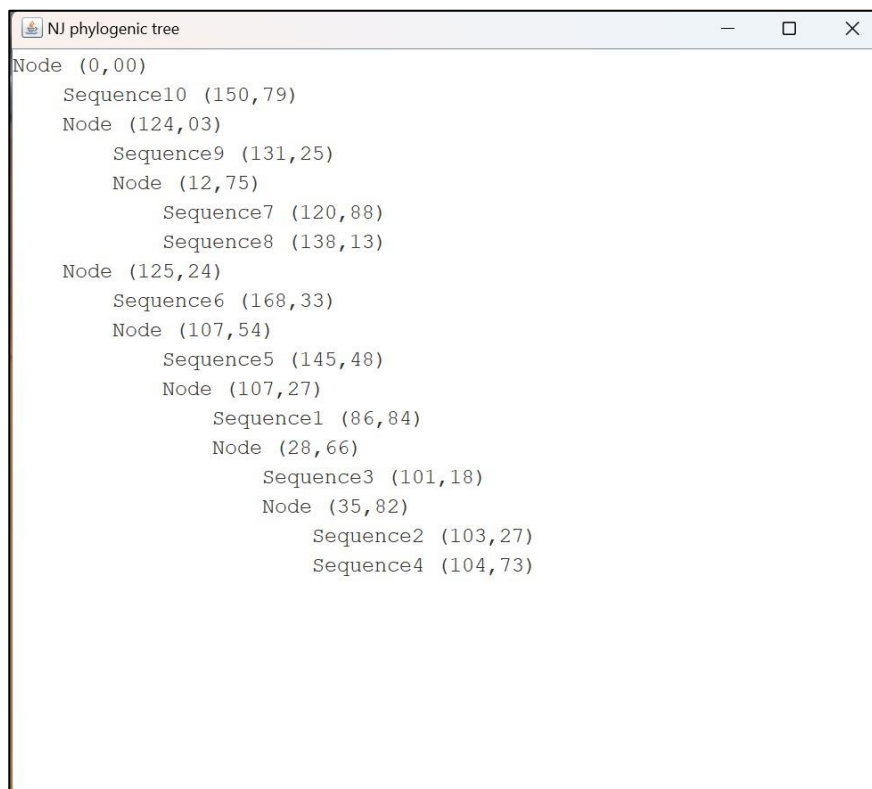 NJ phylogenic tree
Node (0,00)
Sequence10 (150,79)
Node (124,03)
Sequence9 (131,25)
Node (12,75)
Sequence7 (120,88)
Sequence8 (138,13)
Node (125,24)
Sequence6 (168,33)
Node (107,54)
Sequence5 (145,48)
Node (107,27)
Sequence1 (86,84)
Node (28,66)
Sequence3 (101,18)
Node (35,82)
Sequence2 (103,27)
Sequence4 (104,73)